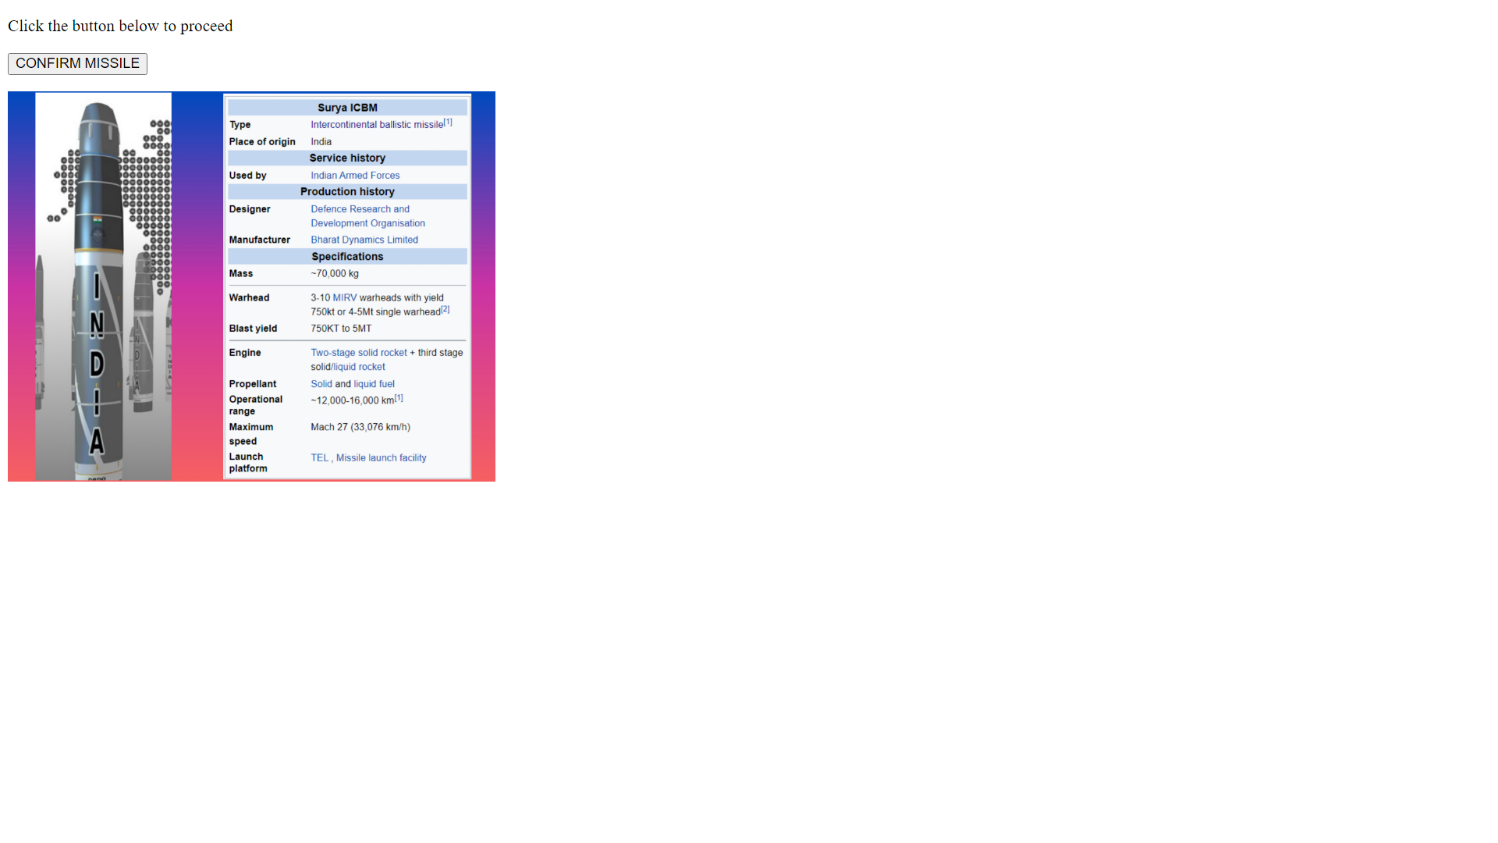 Click the button below to proceed
CONFIRM MISSILE
INDIA
Surya ICBM
Type Intercontinental ballistic missile[1]
Place of origin India
Service history
Used by Indian Armed Forces
Production history
Designer Defence Research and
Development Organisation
Manufacturer Bharat Dynamics Limited
Specifications
Mass ~70,000 kg
Warhead 3-10 MIRV warheads with yield
750kt or 4-5Mt single warhead[2]
Blast yield 750KT to 5MT
Engine Two-stage solid rocket + third stage
solid/liquid rocket
Propellant Solid and liquid fuel
Operational ~12,000-16,000 km[1]
range
Maximum Mach 27 (33,076 km/h)
speed
Launch TEL , Missile launch facility
platform